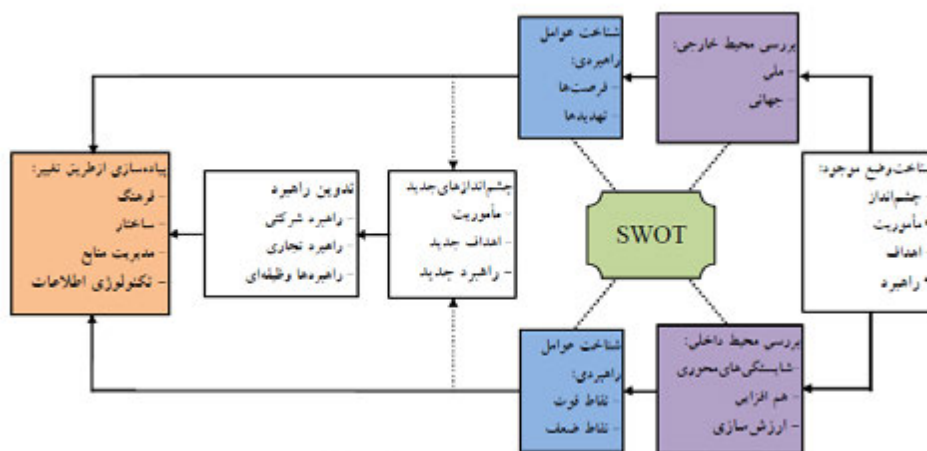 شناخت وضع موجود:
- چشم‌انداز
مأموریت
- اهداف
راهبرد
بررسی محیط خارجی:
- ملی
- جهانی
شناخت عوامل
راهبردی:
- فرصت‌ها
- تهدیدها
SWOT
بررسی محیط داخلی:
-شایستگی‌های‌محوری
- هم افزایی
- ارزش‌سازی
شناخت عوامل
راهبردی:
- نقاط قوت
- نقاط ضعف
چشم‌اندازهای‌جدید
- مأموریت
- اهداف جدید
- راهبرد جدید
تدوین راهبرد
- راهبرد شرکتی
- راهبرد تجاری
- راهبردها وظیفه‌ای
پیاده‌سازی ازطریق تغییر:
- فرهنگ
- ساختار
- مدیریت منابع
- تکنولوژی اطلاعات